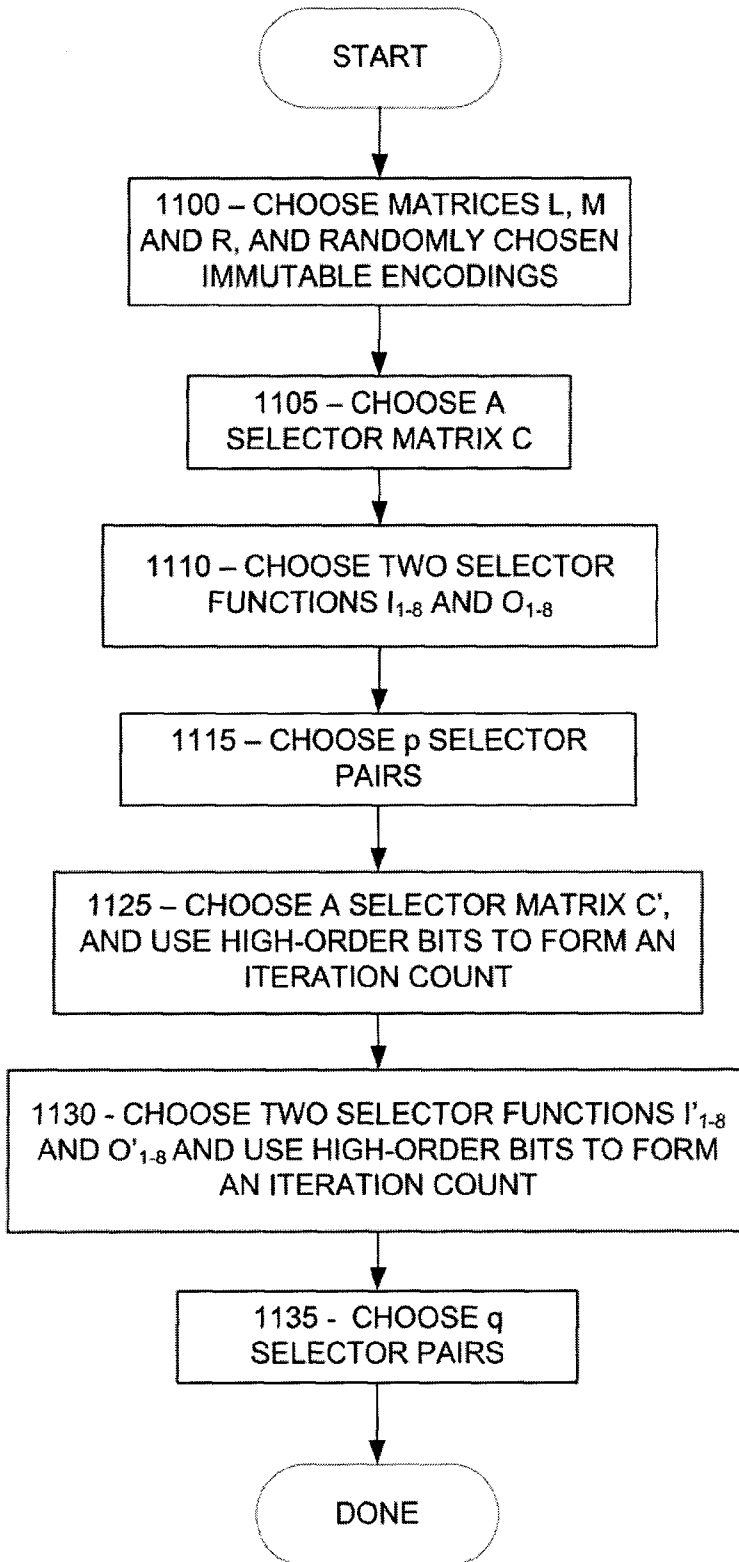 START
1100 – CHOOSE MATRICES L, M
AND R, AND RANDOMLY CHOSEN
IMMUTABLE ENCODINGS
1105 – CHOOSE A
SELECTOR MATRIX C
1110 – CHOOSE TWO SELECTOR
FUNCTIONS I₁₋₈ AND O₁₋₈
1115 – CHOOSE p SELECTOR
PAIRS
1125 – CHOOSE A SELECTOR MATRIX C’,
AND USE HIGH-ORDER BITS TO FORM AN
ITERATION COUNT
1130 - CHOOSE TWO SELECTOR FUNCTIONS I’₁₋₈
AND O’₁₋₈ AND USE HIGH-ORDER BITS TO FORM
AN ITERATION COUNT
1135 - CHOOSE q
SELECTOR PAIRS
DONE